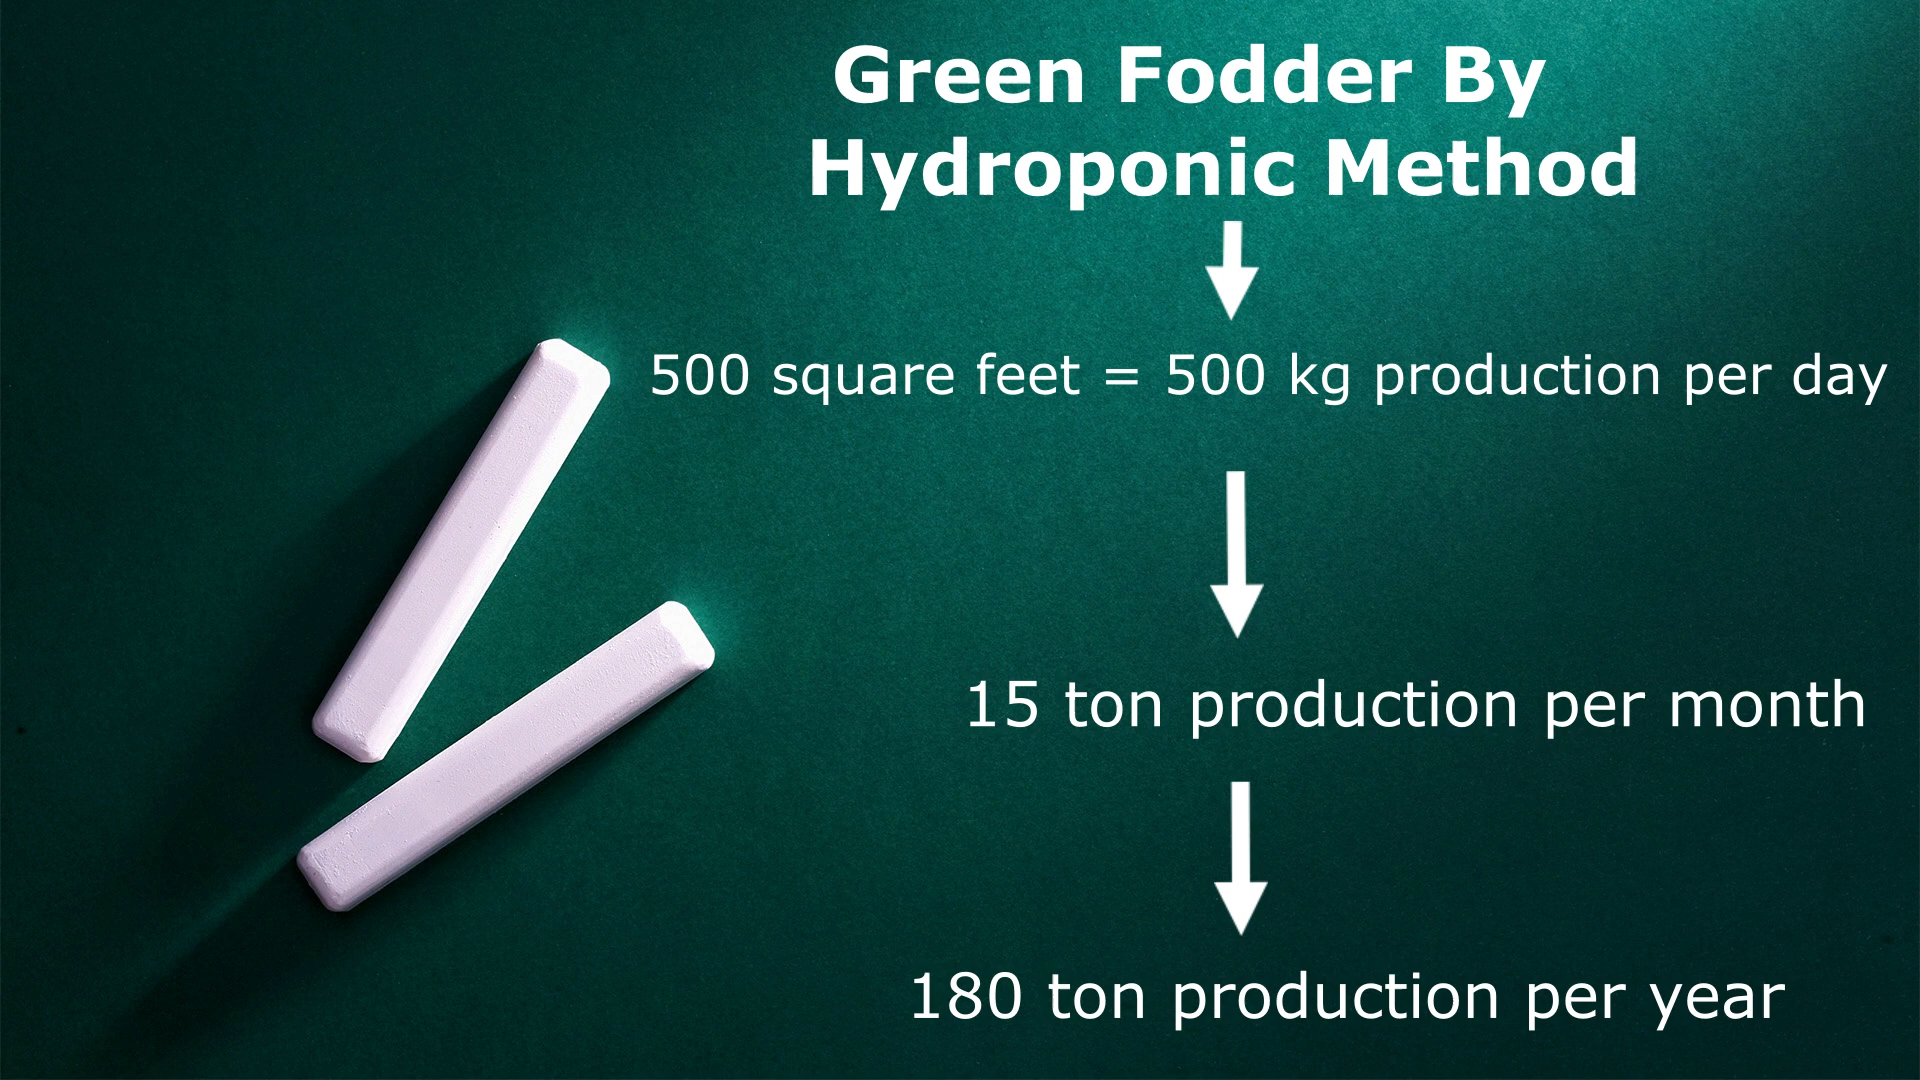 Green Fodder By
Hydroponic Method
500 square feet = 500 kg production per day
15 ton production per month
180 ton production per year